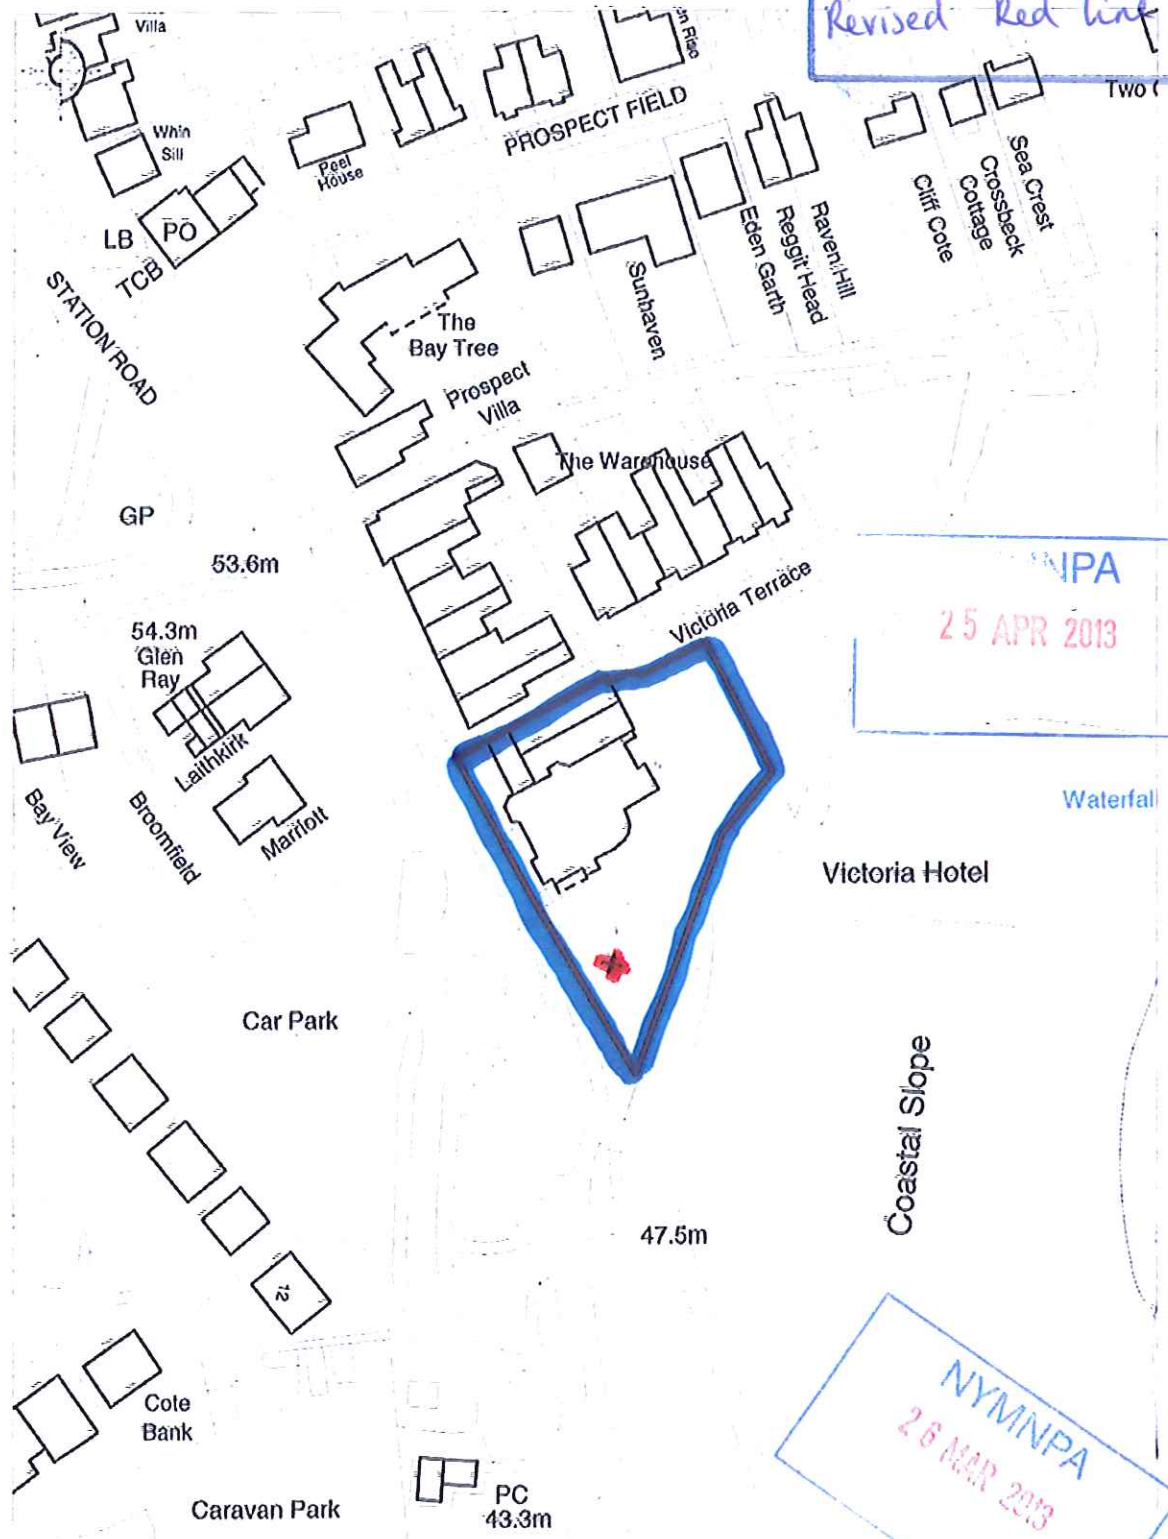 Revised Red line
Villa
Two
Whin
Sill
Peel
House
PROSPECT FIELD
LB
PO
TCB
STATION ROAD
Sea Crest
Crossbeck
Cottage
Cliff Cote
Raven Hill
Reggit Head
Eden Garth
Sunhaven
The
Bay Tree
Prospect
Villa
The Warehouse
GP
53.6m
Victoria Terrace
NPA
25 APR 2013
54.3m
Glen
Ray
Laithkirk
Marriott
Broomfield
Bay View
Waterfall
Victoria Hotel
Car Park
Coastal Slope
47.5m
12
Cote
Bank
Caravan Park
PC
43.3m
NYMNPA
26 MAR 2013